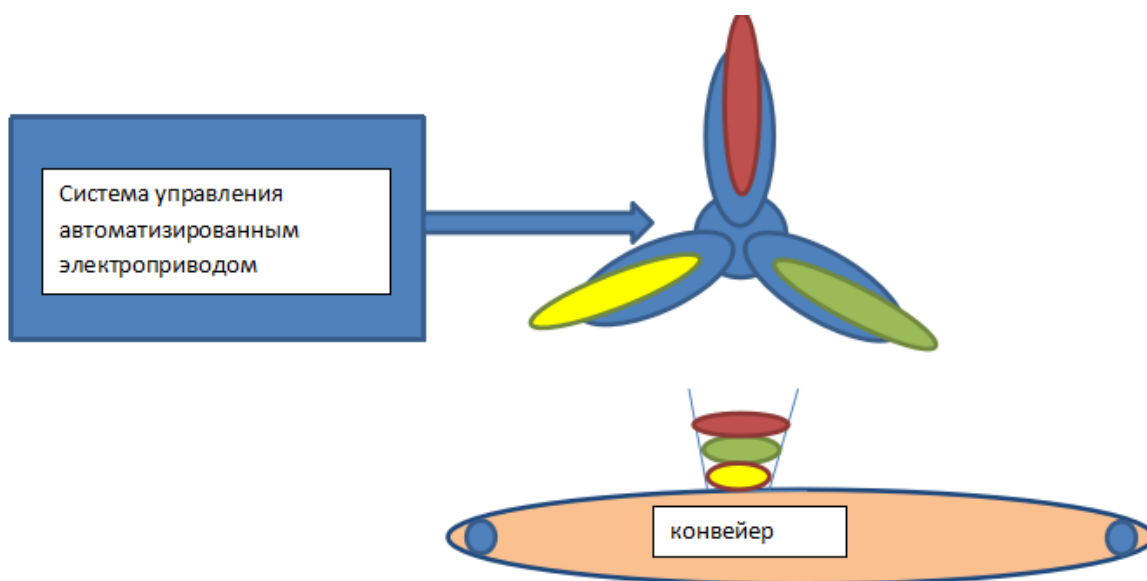 Система управления
автоматизированным
электроприводом
конвейер